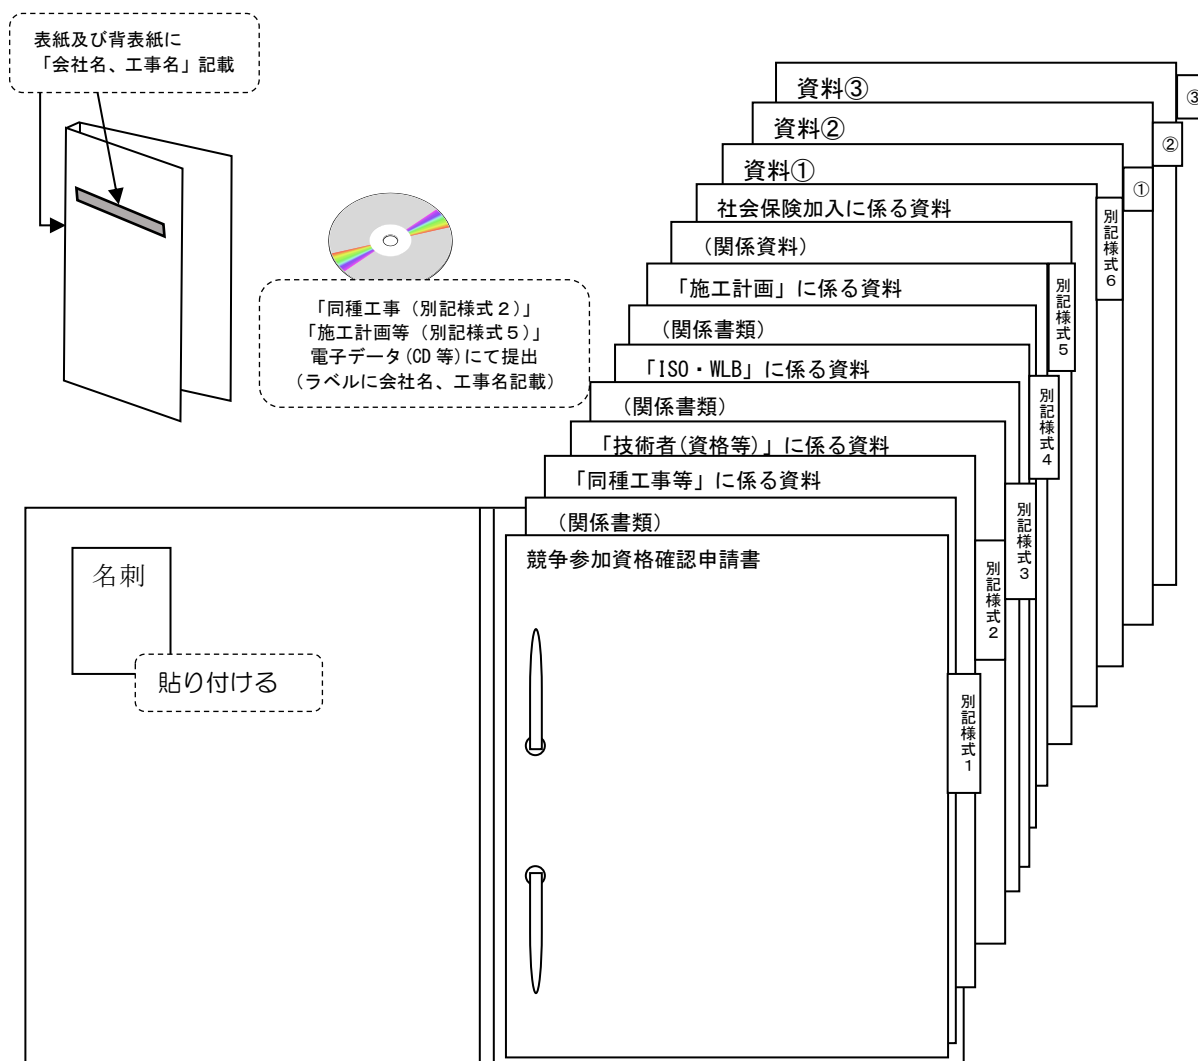 表紙及び背表紙に
「会社名、工事名」記載
「同種工事（別記様式２）」
「施工計画等（別記様式５）」
電子データ(CD 等)にて提出
（ラベルに会社名、工事名記載）
資料③
③
資料②
②
資料①
①
社会保険加入に係る資料
別記様式６
（関係資料）
「施工計画」に係る資料
別記様式５
（関係書類）
「ISO・WLB」に係る資料
別記様式４
（関係書類）
「技術者(資格等)」に係る資料
別記様式３
「同種工事等」に係る資料
別記様式２
（関係書類）
競争参加資格確認申請書
別記様式１
名刺
貼り付ける